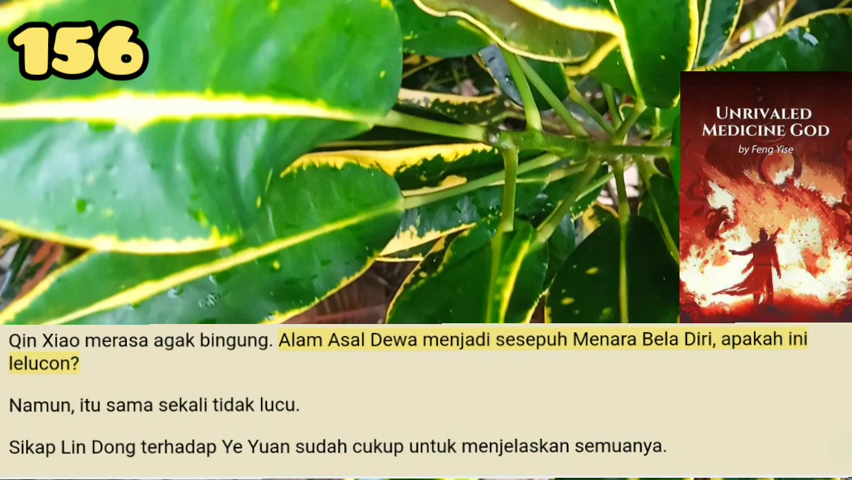 156
UNRIVALED
MEDICINE GOD
by Feng Yise
Qin Xiao merasa agak bingung. Alam Asal Dewa menjadi sesepuh Menara Bela Diri, apakah ini
lelucon?
Namun, itu sama sekali tidak lucu.
Sikap Lin Dong terhadap Ye Yuan sudah cukup untuk menjelaskan semuanya.